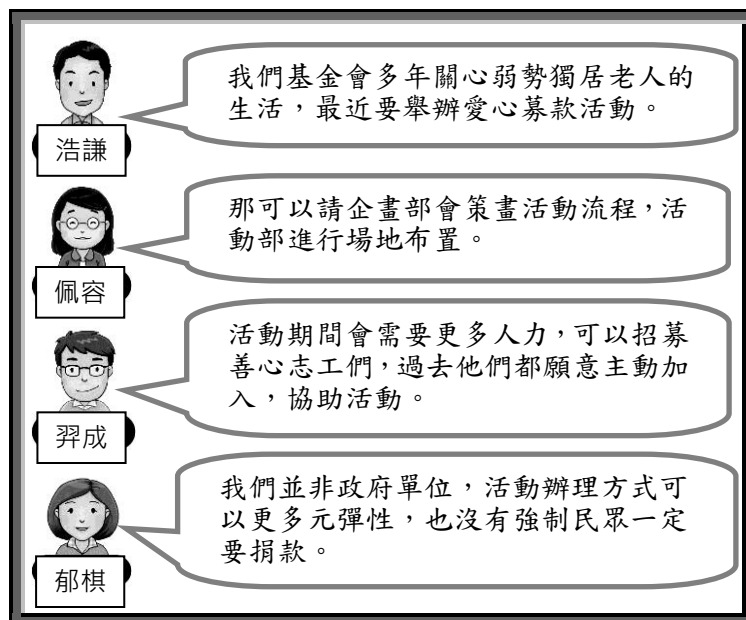 我們基金會多年關心弱勢獨居老人的
生活，最近要舉辦愛心募款活動。
浩謙
那可以請企畫部會策畫活動流程，活
動部進行場地布置。
佩容
活動期間會需要更多人力，可以招募
善心志工們，過去他們都願意主動加
入，協助活動。
羿成
我們並非政府單位，活動辦理方式可
以更多元彈性，也沒有強制民眾一定
要捐款。
郁棋